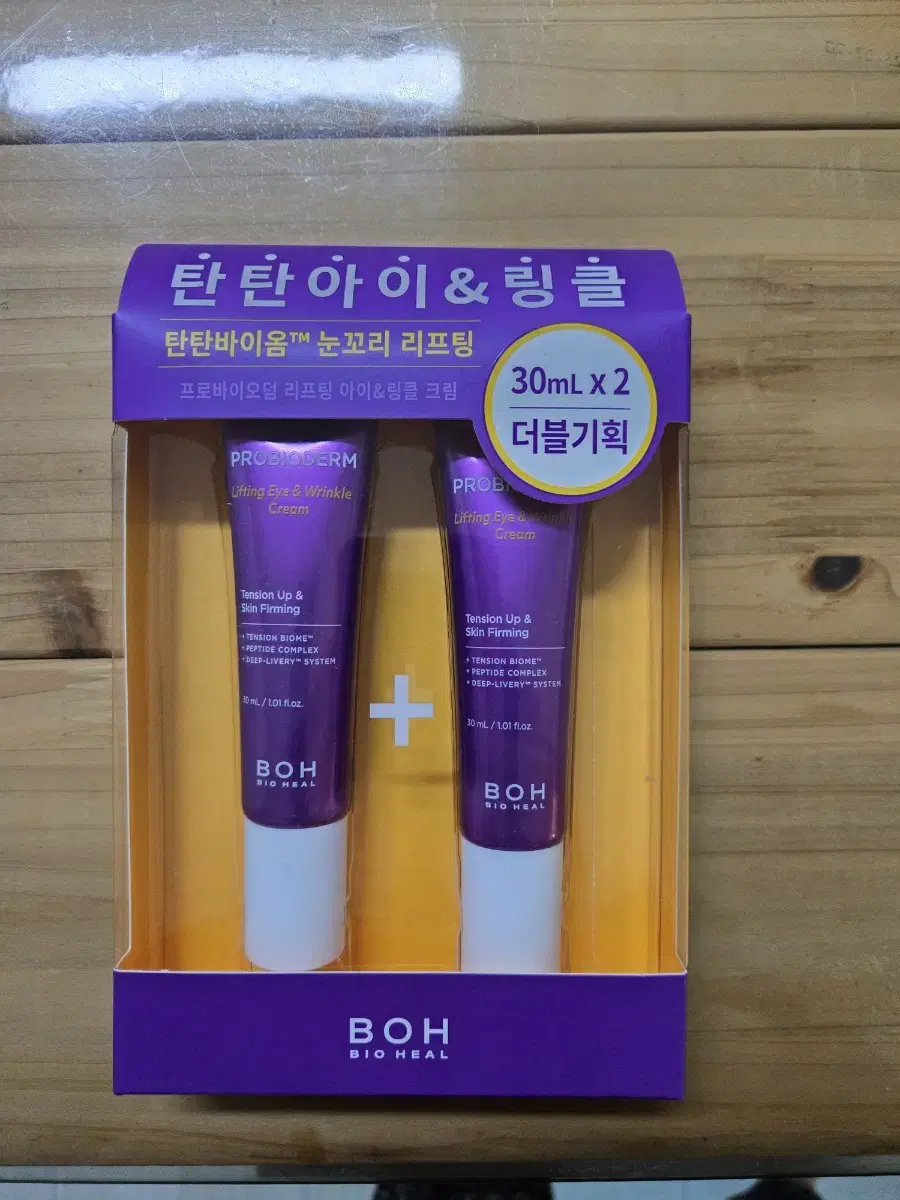 탄탄아이&링클
탄탄바이옴™ 눈꼬리 리프팅
프로바이오덤 리프팅 아이&링클 크림
30mL X 2
더블기획
PROBIODERM
Lifting Eye & Wrinkle
Cream
Tension Up &
Skin Firming
+ TENSION BIOME™
+ PEPTIDE COMPLEX
+ DEEP-LIVERY™ SYSTEM
30 mL / 1.01 fl.oz.
BOH
BIO HEAL
+
PROB
Lifting Eye & Wrinkle
Cream
Tension Up &
Skin Firming
+ TENSION BIOME™
+ PEPTIDE COMPLEX
+ DEEP-LIVERY™ SYSTEM
30 mL / 1.01 fl.oz.
BOH
BIO HEAL
BOH
BIO HEAL